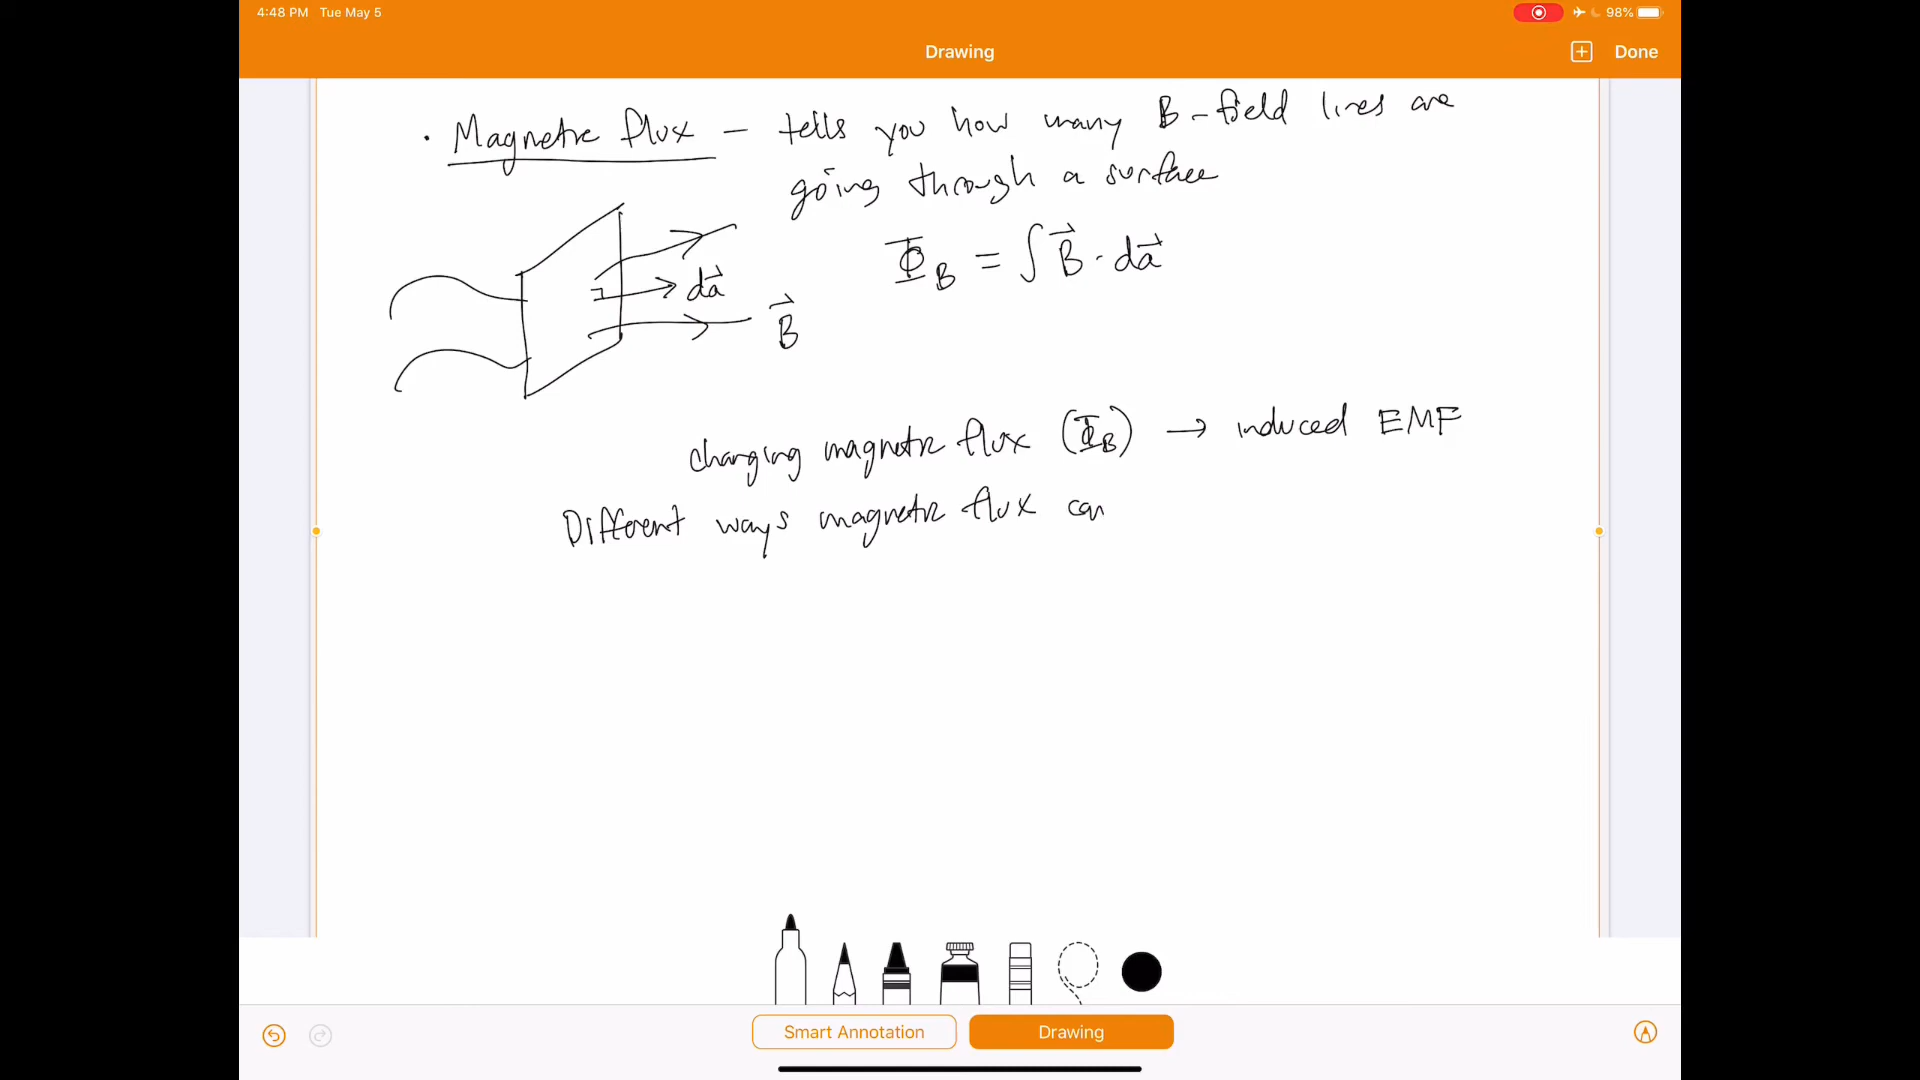 4:48 PM Tue May 5
98%
Drawing
Done
• Magnetic flux – tells you how many B-field lines are
going through a surface
Φ_B = ∫ B⃗ · da⃗
da⃗
B⃗
changing magnetic flux (Φ_B) → induced EMF
Different ways magnetic flux can
Smart Annotation
Drawing